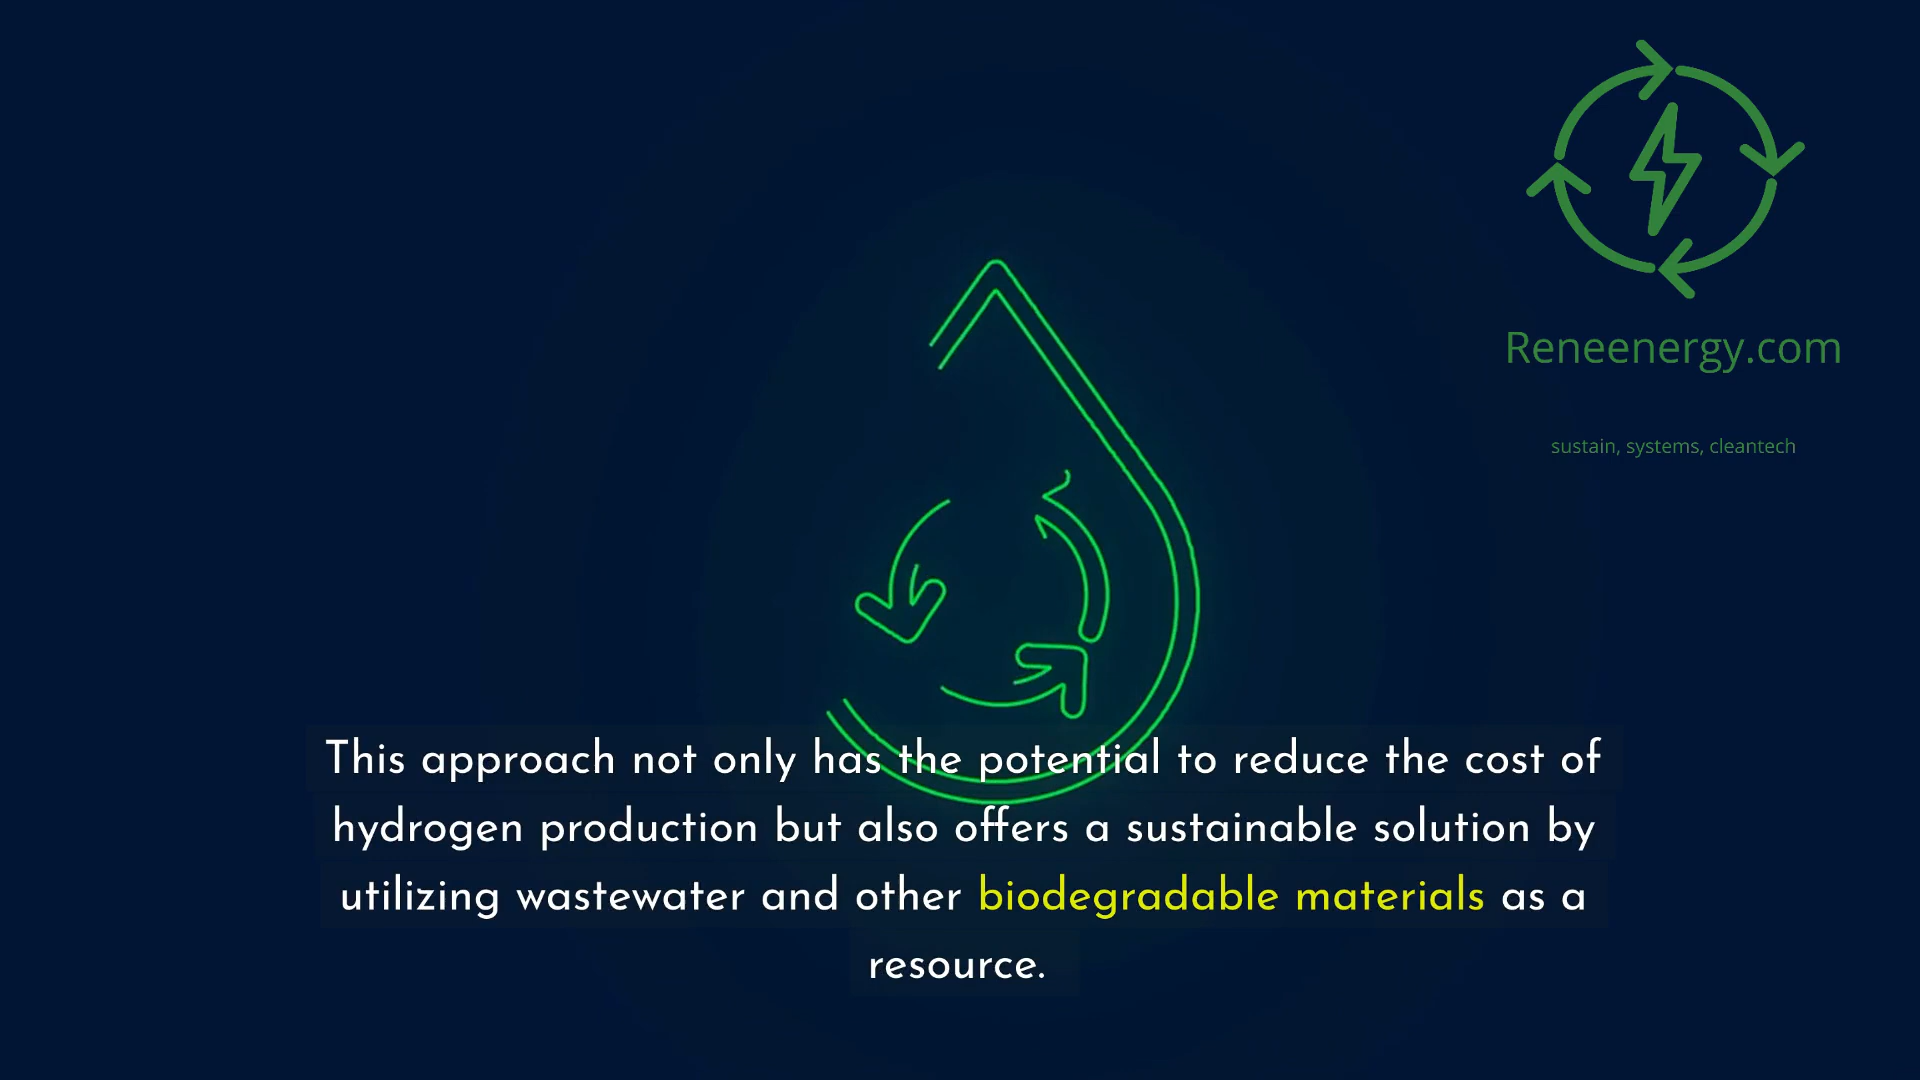 Reneenergy.com
sustain, systems, cleantech
This approach not only has the potential to reduce the cost of
hydrogen production but also offers a sustainable solution by
utilizing wastewater and other biodegradable materials as a
resource.